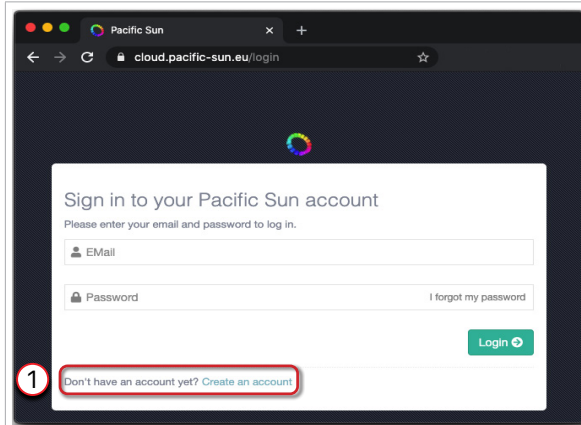 Pacific Sun
cloud.pacific-sun.eu/login
Sign in to your Pacific Sun account
Please enter your email and password to log in.
EMail
Password I forgot my password
Login
1 Don't have an account yet? Create an account